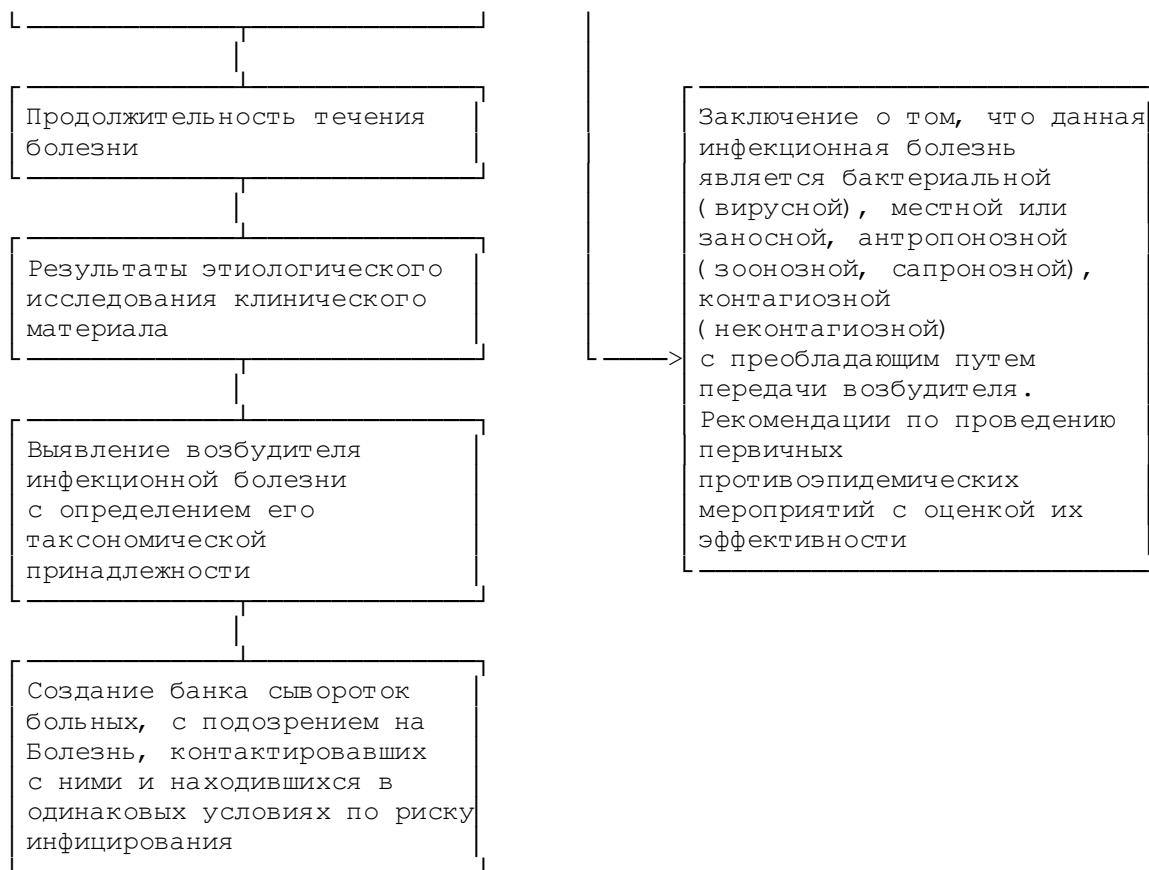 Продолжительность течения
болезни
Результаты этиологического
исследования клинического
материала
Выявление возбудителя
инфекционной болезни
с определением его
таксономической
принадлежности
Создание банка сывороток
больных, с подозрением на
Болезнь, контактировавших
с ними и находившихся в
одинаковых условиях по риску
инфицирования
Заключение о том, что данная
инфекционная болезнь
является бактериальной
(вирусной), местной или
заносной, антропонозной
(зоонозной, сапронозной),
контагиозной
(неконтагиозной)
с преобладающим путем
передачи возбудителя.
Рекомендации по проведению
первичных
противоэпидемических
мероприятий с оценкой их
эффективности